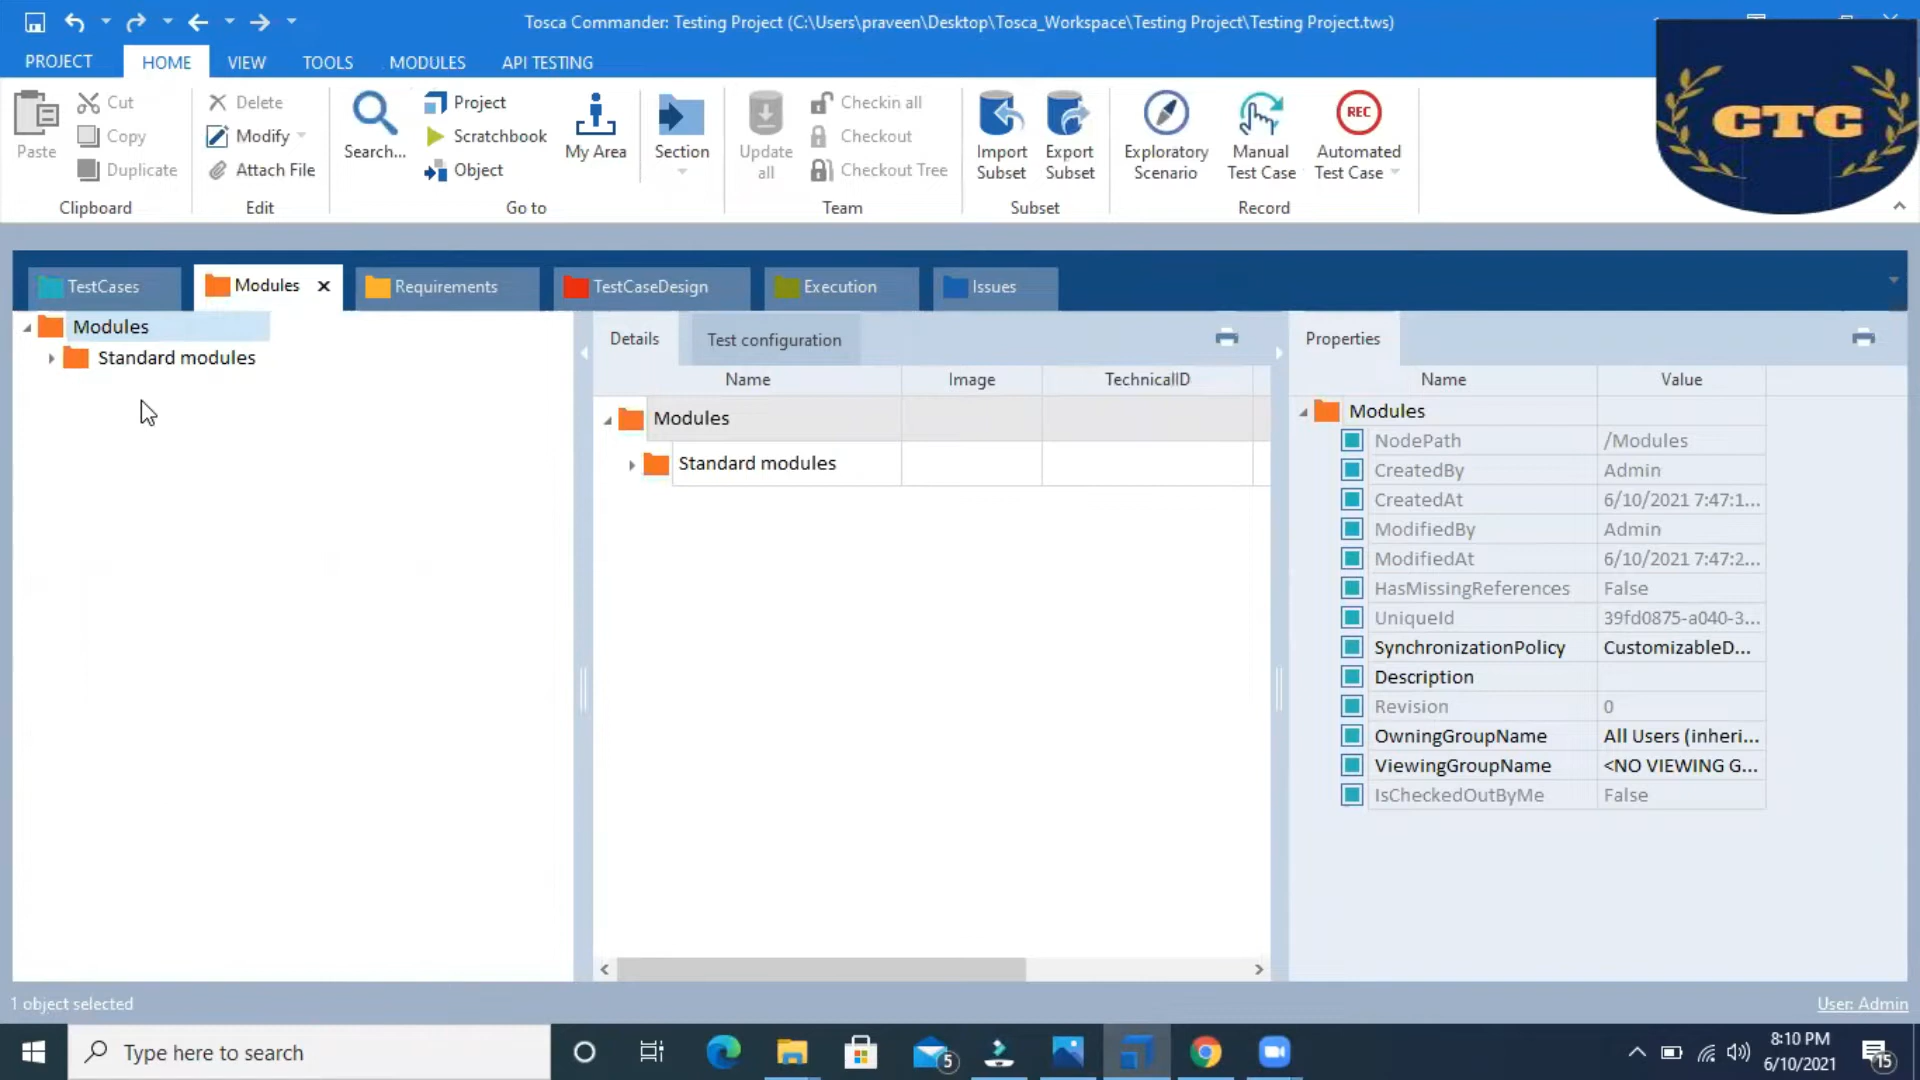 Tosca Commander: Testing Project (C:\Users\praveen\Desktop\Tosca_Workspace\Testing Project\Testing Project.tws)
PROJECT HOME VIEW TOOLS MODULES API TESTING
Paste
Cut
Copy
Duplicate
Clipboard
Delete
Modify
Attach File
Edit
Search...
Project
Scratchbook
Object
My Area
Go to
Section
Update all
Checkin all
Checkout
Checkout Tree
Team
Import Subset
Export Subset
Subset
Exploratory Scenario
Manual Test Case
REC
Automated Test Case
Record
CTC
TestCases Modules Requirements TestCaseDesign Execution Issues
Modules
Standard modules
Details Test configuration
Name Image TechnicalID
Modules
Standard modules
Properties
Name Value
Modules
NodePath /Modules
CreatedBy Admin
CreatedAt 6/10/2021 7:47:1...
ModifiedBy Admin
ModifiedAt 6/10/2021 7:47:2...
HasMissingReferences False
UniqueId 39fd0875-a040-3...
SynchronizationPolicy CustomizableD...
Description
Revision 0
OwningGroupName All Users (inheri...
ViewingGroupName <NO VIEWING G...
IsCheckedOutByMe False
1 object selected
User: Admin
Type here to search
5
8:10 PM
6/10/2021
15